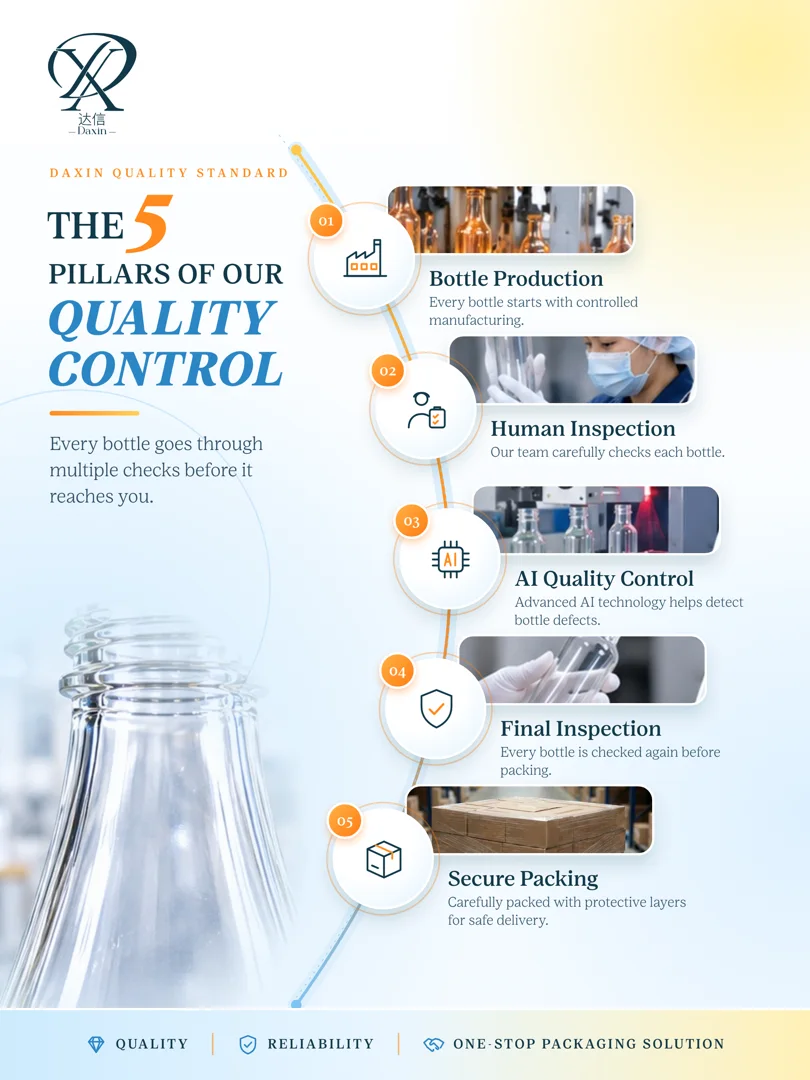 达信
Daxin
DAXIN QUALITY STANDARD
THE 5
PILLARS OF OUR
QUALITY
CONTROL
Every bottle goes through
multiple checks before it
reaches you.
01
Bottle Production
Every bottle starts with controlled
manufacturing.
02
Human Inspection
Our team carefully checks each bottle.
03
AI
AI Quality Control
Advanced AI technology helps detect
bottle defects.
04
Final Inspection
Every bottle is checked again before
packing.
05
Secure Packing
Carefully packed with protective layers
for safe delivery.
QUALITY
RELIABILITY
ONE-STOP PACKAGING SOLUTION